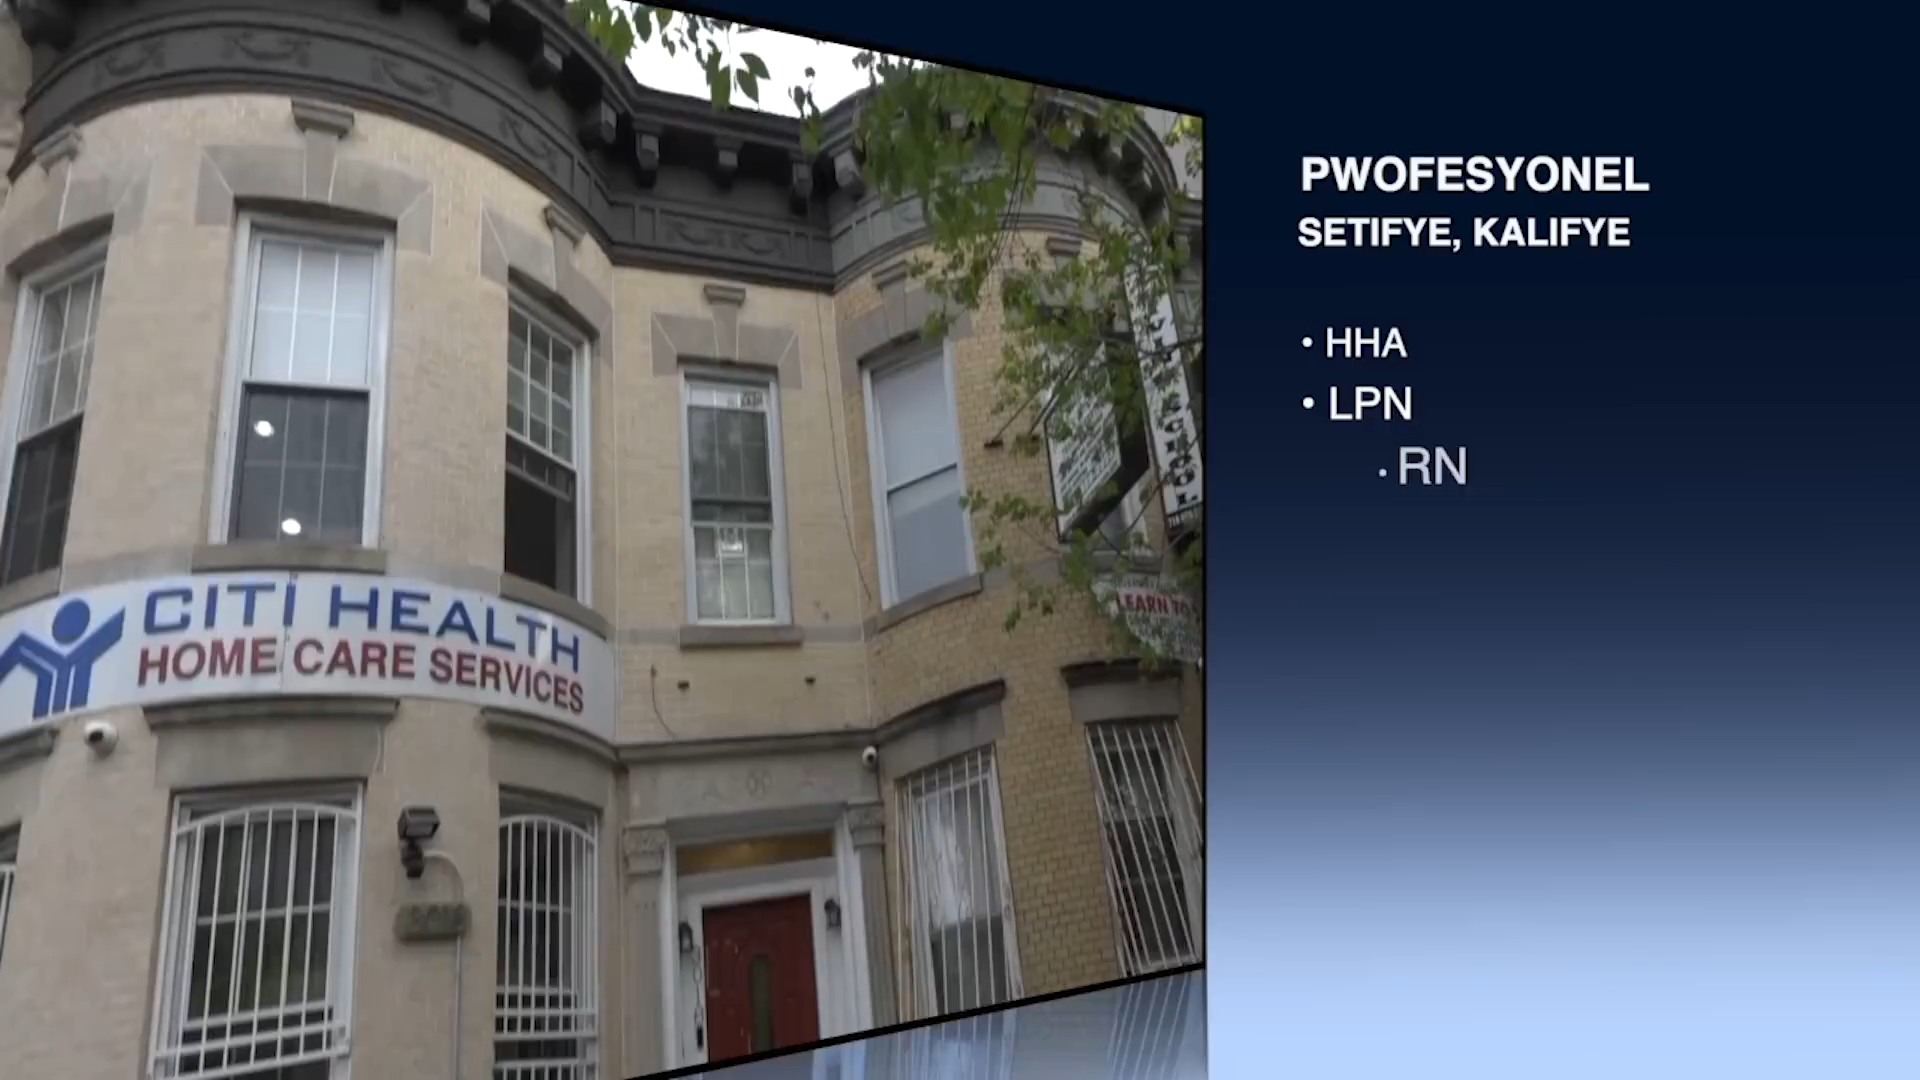 PWOFESYONEL
SETIFYE, KALIFYE
• HHA
• LPN
• RN
CITI HEALTH
HOME CARE SERVICES
LEARN TO